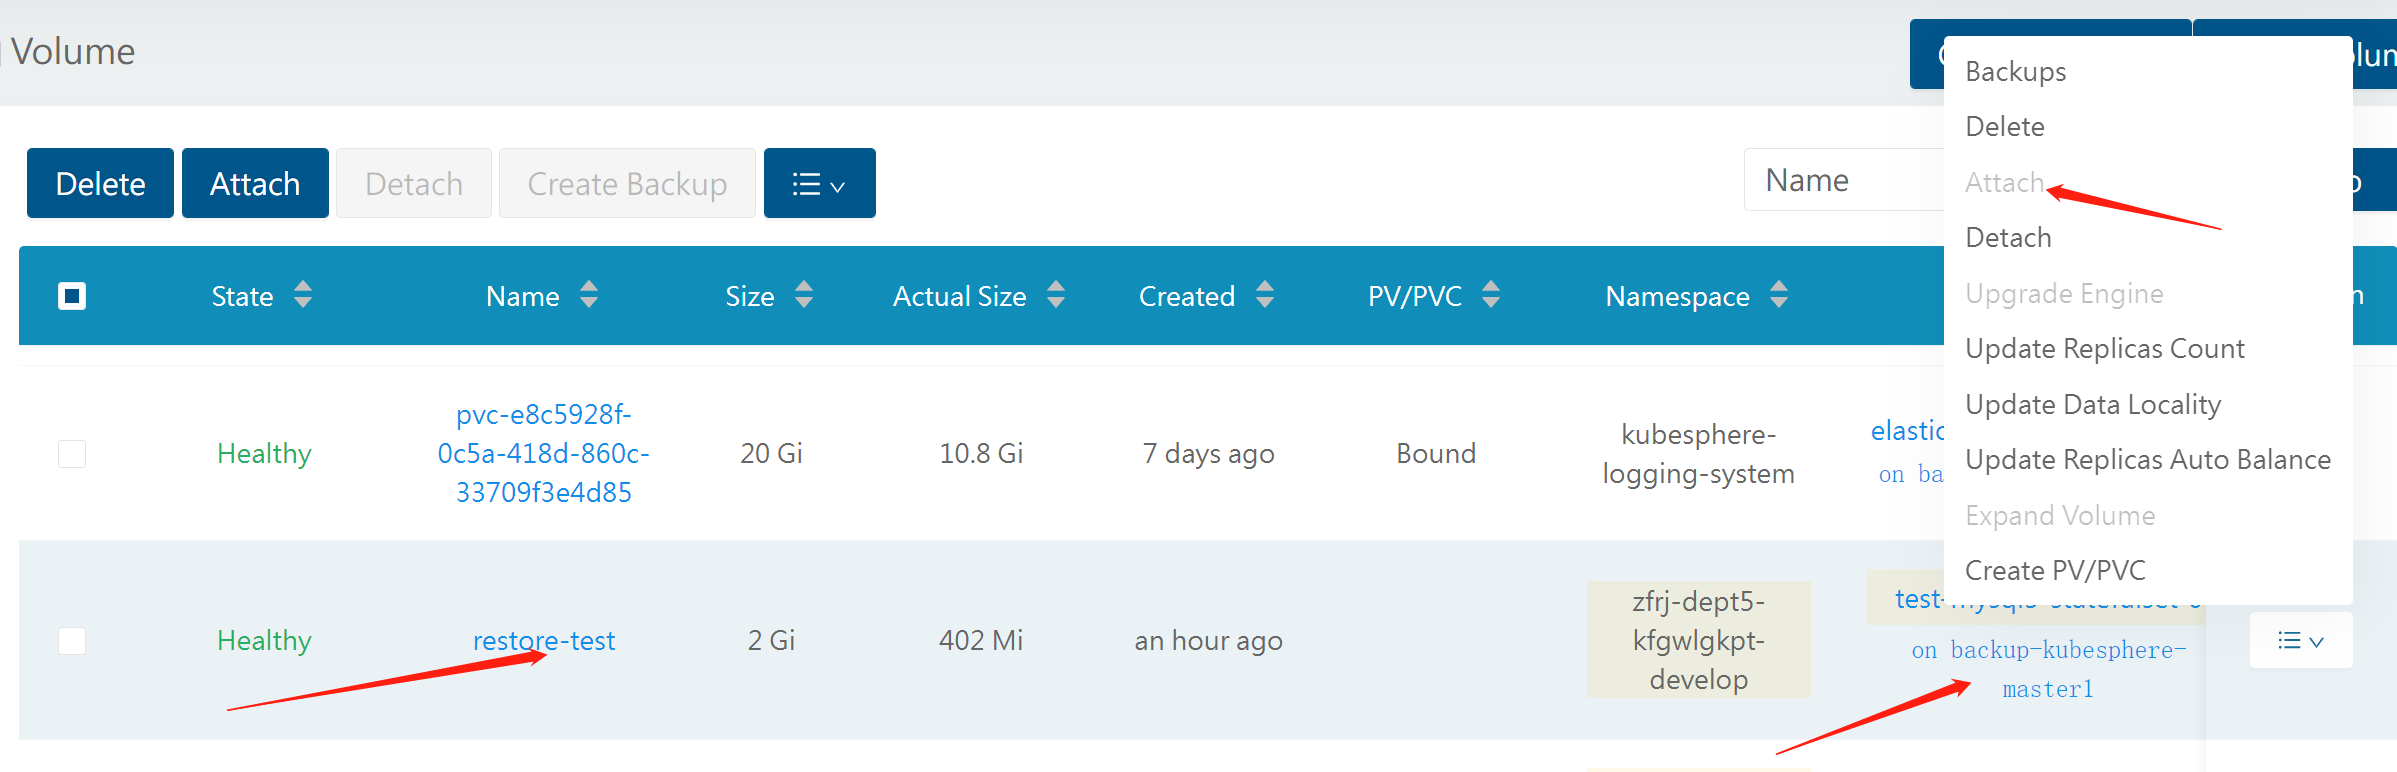 Volume
Delete
Attach
Detach
Create Backup
Name
State
Name
Size
Actual Size
Created
PV/PVC
Namespace
Healthy
pvc-e8c5928f-
0c5a-418d-860c-
33709f3e4d85
20 Gi
10.8 Gi
7 days ago
Bound
kubesphere-
logging-system
elastic
on ba
Healthy
restore-test
2 Gi
402 Mi
an hour ago
zfrj-dept5-
kfgwlgkpt-
develop
on backup-kubesphere-
master1
Backups
Delete
Attach
Detach
Upgrade Engine
Update Replicas Count
Update Data Locality
Update Replicas Auto Balance
Expand Volume
Create PV/PVC